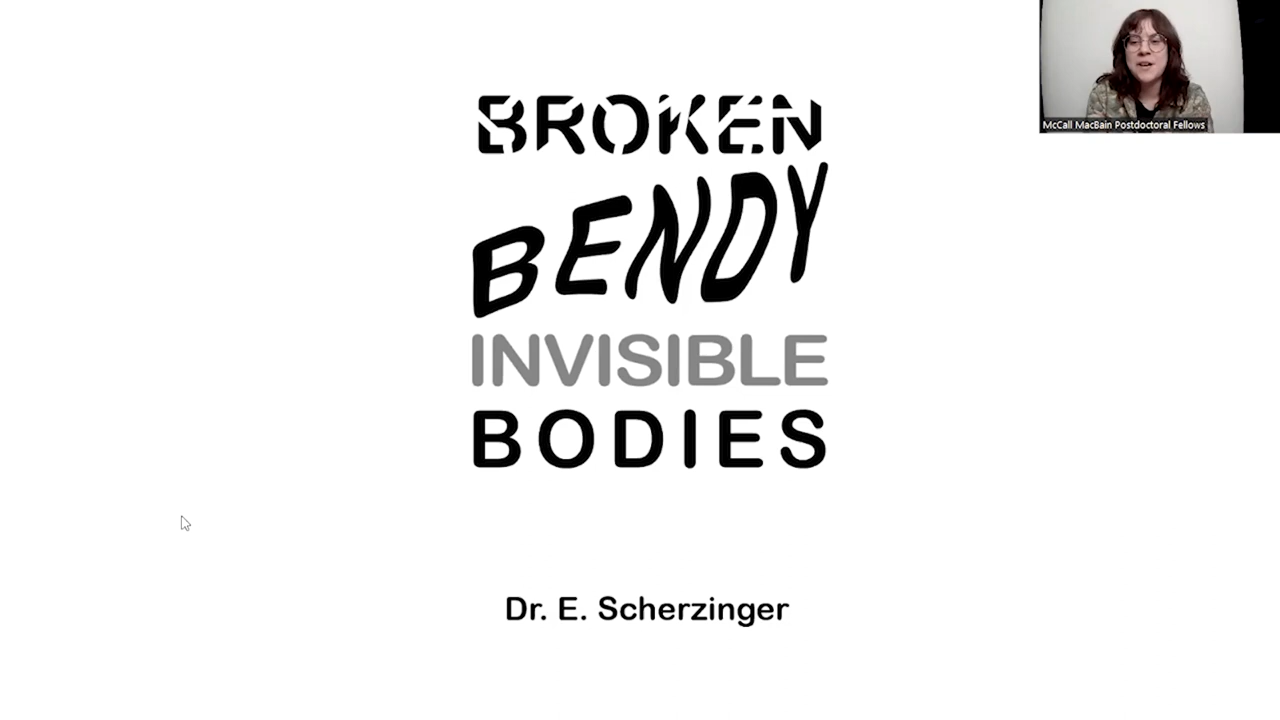 BROKEN
BENDY
INVISIBLE
BODIES
Dr. E. Scherzinger
McCall MacBain Postdoctoral Fellows